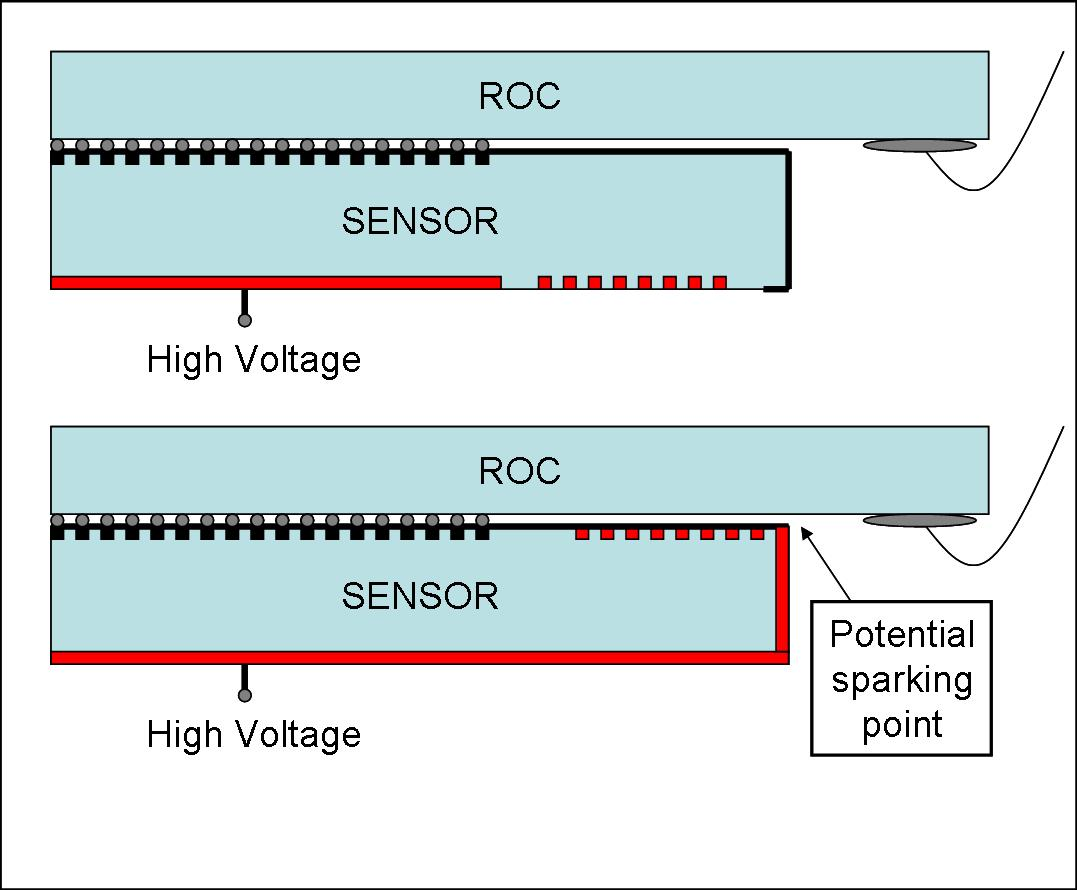 ROC
SENSOR
High Voltage
ROC
SENSOR
Potential
sparking
point
High Voltage